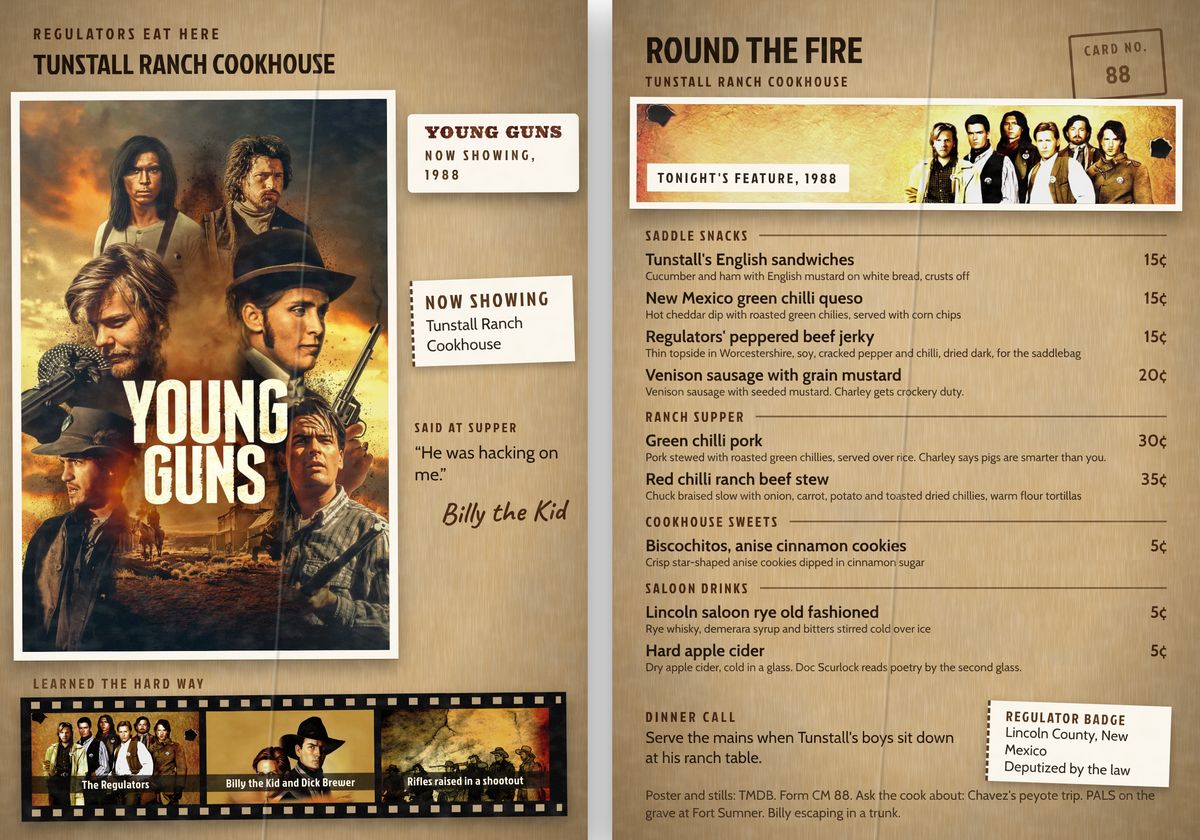 REGULATORS EAT HERE
TUNSTALL RANCH COOKHOUSE
YOUNG
GUNS
YOUNG GUNS
NOW SHOWING,
1988
NOW SHOWING
Tunstall Ranch
Cookhouse
SAID AT SUPPER
“He was hacking on
me.”
Billy the Kid
LEARNED THE HARD WAY
The Regulators
Billy the Kid and Dick Brewer
Rifles raised in a shootout
ROUND THE FIRE
TUNSTALL RANCH COOKHOUSE
CARD NO.
88
TONIGHT'S FEATURE, 1988
SADDLE SNACKS
Tunstall's English sandwiches 15¢
Cucumber and ham with English mustard on white bread, crusts off
New Mexico green chilli queso 15¢
Hot cheddar dip with roasted green chilies, served with corn chips
Regulators' peppered beef jerky 15¢
Thin topside in Worcestershire, soy, cracked pepper and chilli, dried dark, for the saddlebag
Venison sausage with grain mustard 20¢
Venison sausage with seeded mustard. Charley gets crockery duty.
RANCH SUPPER
Green chilli pork 30¢
Pork stewed with roasted green chillies, served over rice. Charley says pigs are smarter than you.
Red chilli ranch beef stew 35¢
Chuck braised slow with onion, carrot, potato and toasted dried chillies, warm flour tortillas
COOKHOUSE SWEETS
Biscochitos, anise cinnamon cookies 5¢
Crisp star-shaped anise cookies dipped in cinnamon sugar
SALOON DRINKS
Lincoln saloon rye old fashioned 5¢
Rye whisky, demerara syrup and bitters stirred cold over ice
Hard apple cider 5¢
Dry apple cider, cold in a glass. Doc Scurlock reads poetry by the second glass.
DINNER CALL
Serve the mains when Tunstall's boys sit down
at his ranch table.
REGULATOR BADGE
Lincoln County, New
Mexico
Deputized by the law
Poster and stills: TMDB. Form CM 88. Ask the cook about: Chavez's peyote trip. PALS on the
grave at Fort Sumner. Billy escaping in a trunk.